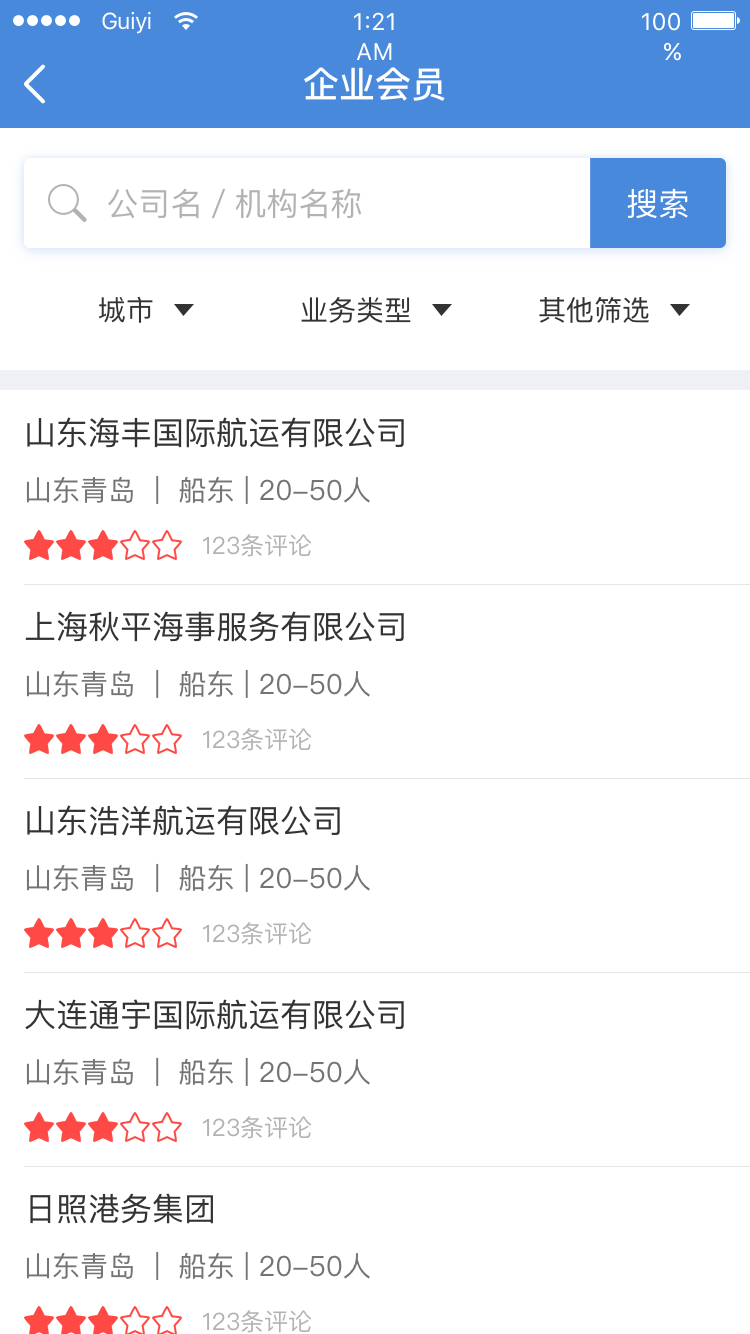 Guiyi 1:21 AM 100 %
企业会员
公司名 / 机构名称 搜索
城市 业务类型 其他筛选
山东海丰国际航运有限公司
山东青岛 | 船东 | 20-50人
123条评论
上海秋平海事服务有限公司
山东青岛 | 船东 | 20-50人
123条评论
山东浩洋航运有限公司
山东青岛 | 船东 | 20-50人
123条评论
大连通宇国际航运有限公司
山东青岛 | 船东 | 20-50人
123条评论
日照港务集团
山东青岛 | 船东 | 20-50人
123条评论